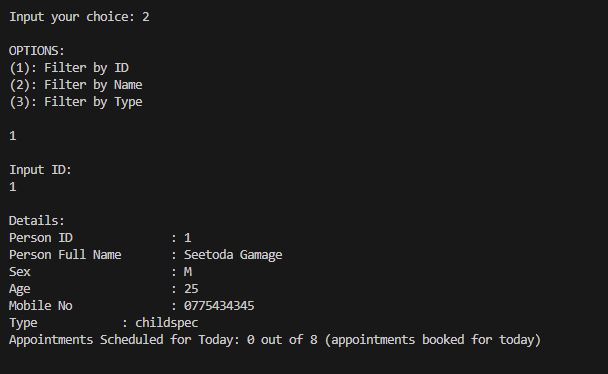 Input your choice: 2
OPTIONS:
(1): Filter by ID
(2): Filter by Name
(3): Filter by Type
1
Input ID:
1
Details:
Person ID : 1
Person Full Name : Seetoda Gamage
Sex : M
Age : 25
Mobile No : 0775434345
Type : childspec
Appointments Scheduled for Today: 0 out of 8 (appointments booked for today)